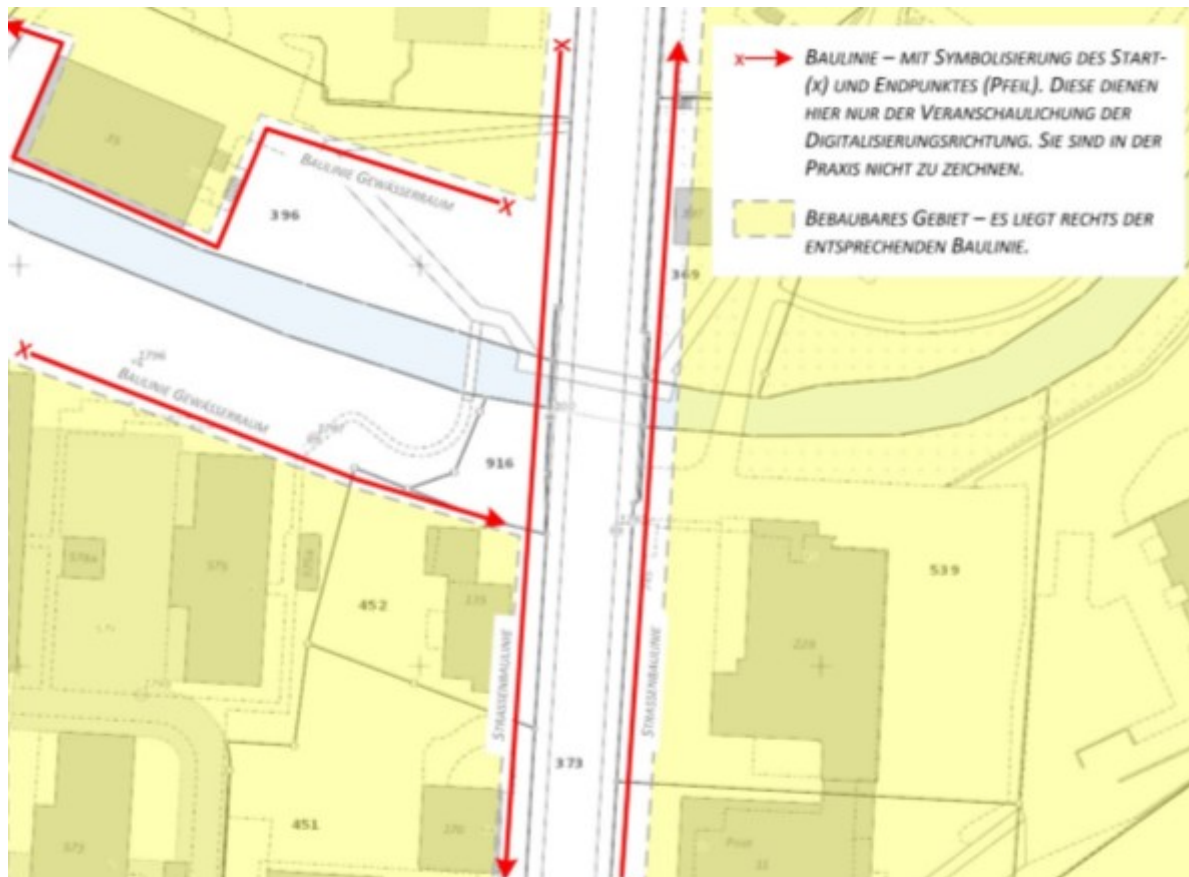 BAULINIE – MIT SYMBOLISIERUNG DES START-
(X) UND ENDPUNKTES (PFEIL). DIESE DIENEN
HIER NUR DER VERANSCHAULICHUNG DER
DIGITALISIERUNGSRICHTUNG. SIE SIND IN DER
PRAXIS NICHT ZU ZEICHNEN.
BEBAUBARES GEBIET – ES LIEGT RECHTS DER
ENTSPRECHENDEN BAULINIE.
BAULINIE GEWÄSSERRAUM
396
369
1796
BAULINIE GEWÄSSERRAUM
916
539
452
STRASSENBAULINIE
STRASSENBAULINIE
373
451